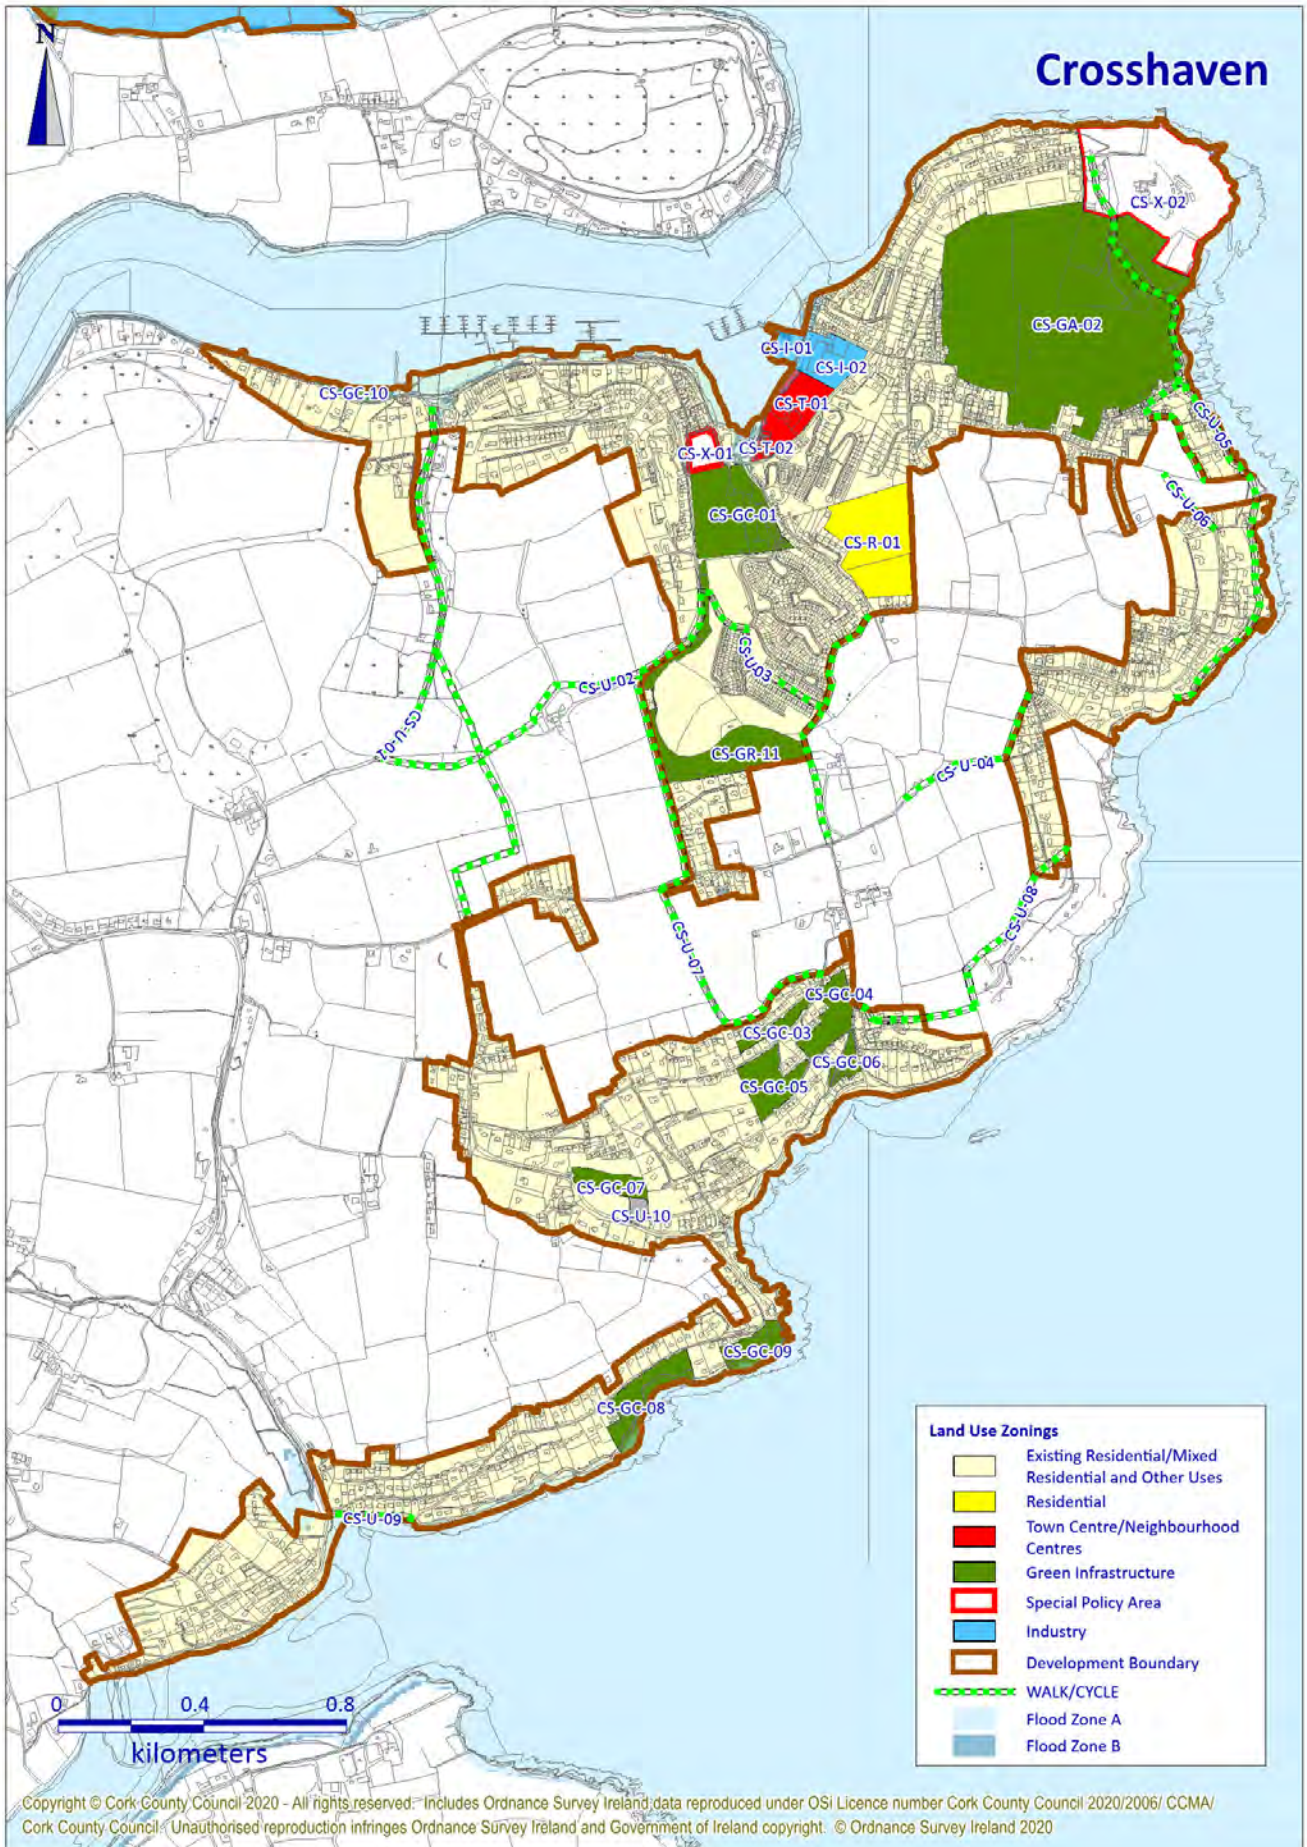 N
Crosshaven
CS-X-02
CS-GA-02
CS-I-01
CS-I-02
CS-GC-10
CS-T-01
CS-U-05
CS-X-01
CS-T-02
CS-U-06
CS-GC-01
CS-R-01
CS-U-03
CS-U-02
CS-U-01
CS-GR-11
CS-U-04
CS-U-08
CS-U-07
CS-GC-04
CS-GC-03
CS-GC-06
CS-GC-05
CS-GC-07
CS-U-10
CS-GC-09
CS-GC-08
CS-U-09
Land Use Zonings
Existing Residential/Mixed
Residential and Other Uses
Residential
Town Centre/Neighbourhood
Centres
Green Infrastructure
Special Policy Area
Industry
Development Boundary
WALK/CYCLE
Flood Zone A
Flood Zone B
0 0.4 0.8
kilometers
Copyright © Cork County Council 2020 - All rights reserved. Includes Ordnance Survey Ireland data reproduced under OSi Licence number Cork County Council 2020/2006/ CCMA/
Cork County Council. Unauthorised reproduction infringes Ordnance Survey Ireland and Government of Ireland copyright. © Ordnance Survey Ireland 2020